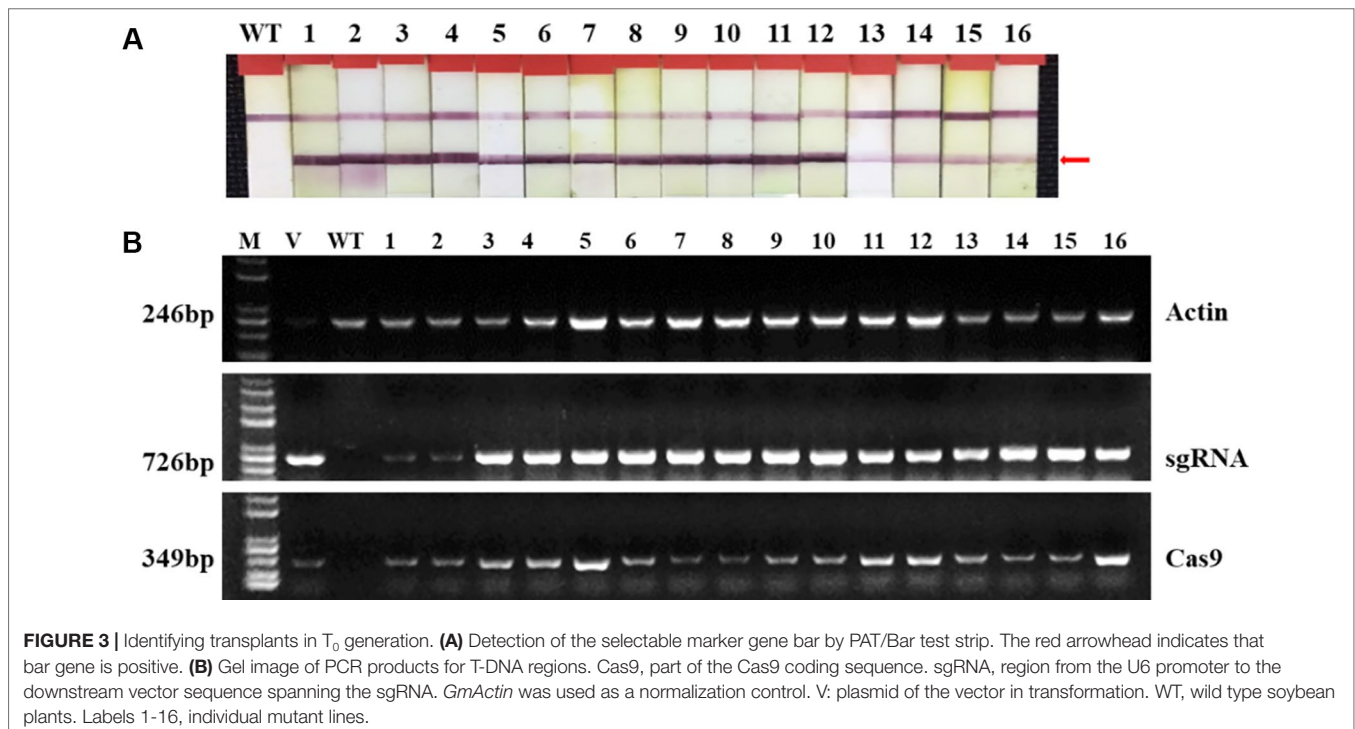 A
WT 1 2 3 4 5 6 7 8 9 10 11 12 13 14 15 16
B
M V WT 1 2 3 4 5 6 7 8 9 10 11 12 13 14 15 16
246bp Actin
726bp sgRNA
349bp Cas9
FIGURE 3 | Identifying transplants in T0 generation. (A) Detection of the selectable marker gene bar by PAT/Bar test strip. The red arrowhead indicates that
bar gene is positive. (B) Gel image of PCR products for T-DNA regions. Cas9, part of the Cas9 coding sequence. sgRNA, region from the U6 promoter to the
downstream vector sequence spanning the sgRNA. GmActin was used as a normalization control. V: plasmid of the vector in transformation. WT, wild type soybean
plants. Labels 1-16, individual mutant lines.